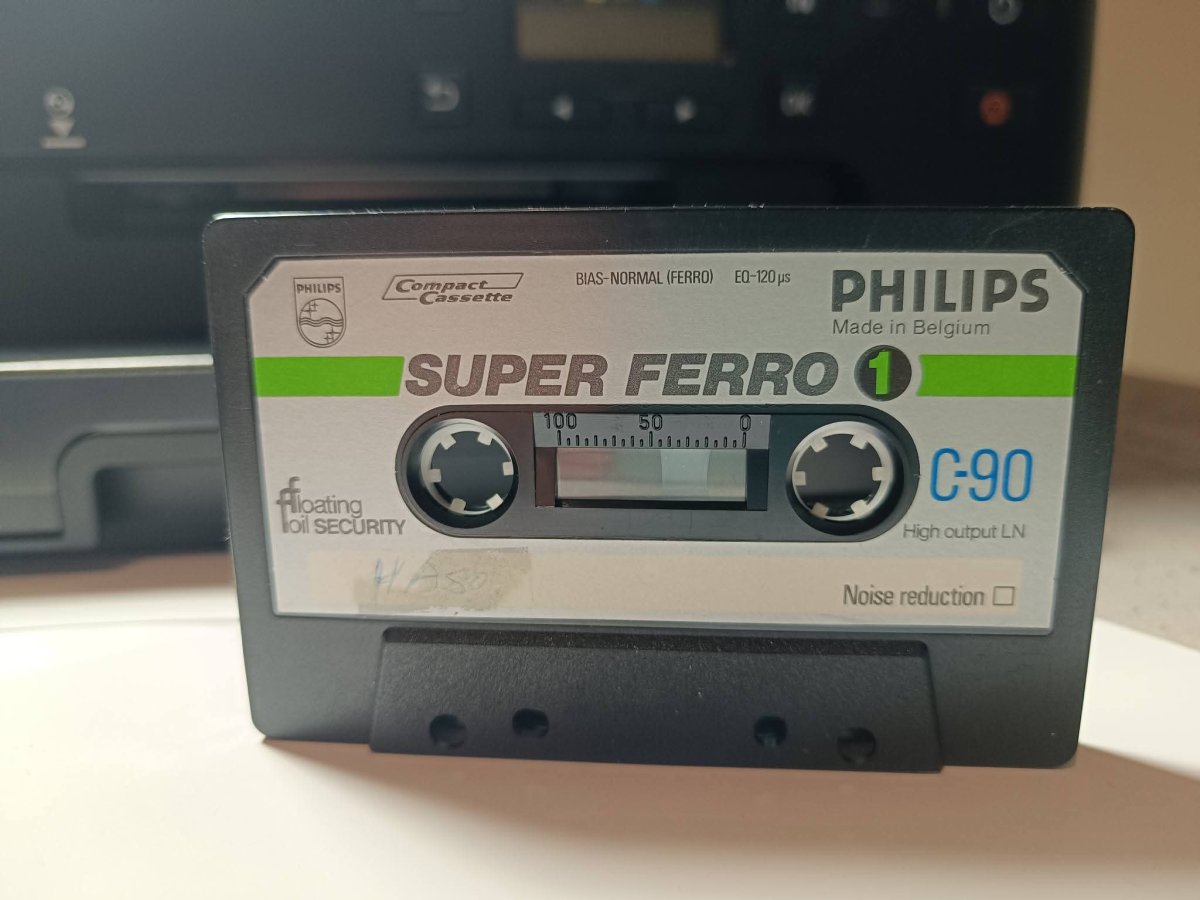 PHILIPS
Compact
Cassette
BIAS-NORMAL (FERRO) EQ-120 µs
PHILIPS
Made in Belgium
SUPER FERRO 1
100 50 0
C-90
floating
foil SECURITY
High output LN
Noise reduction
OK